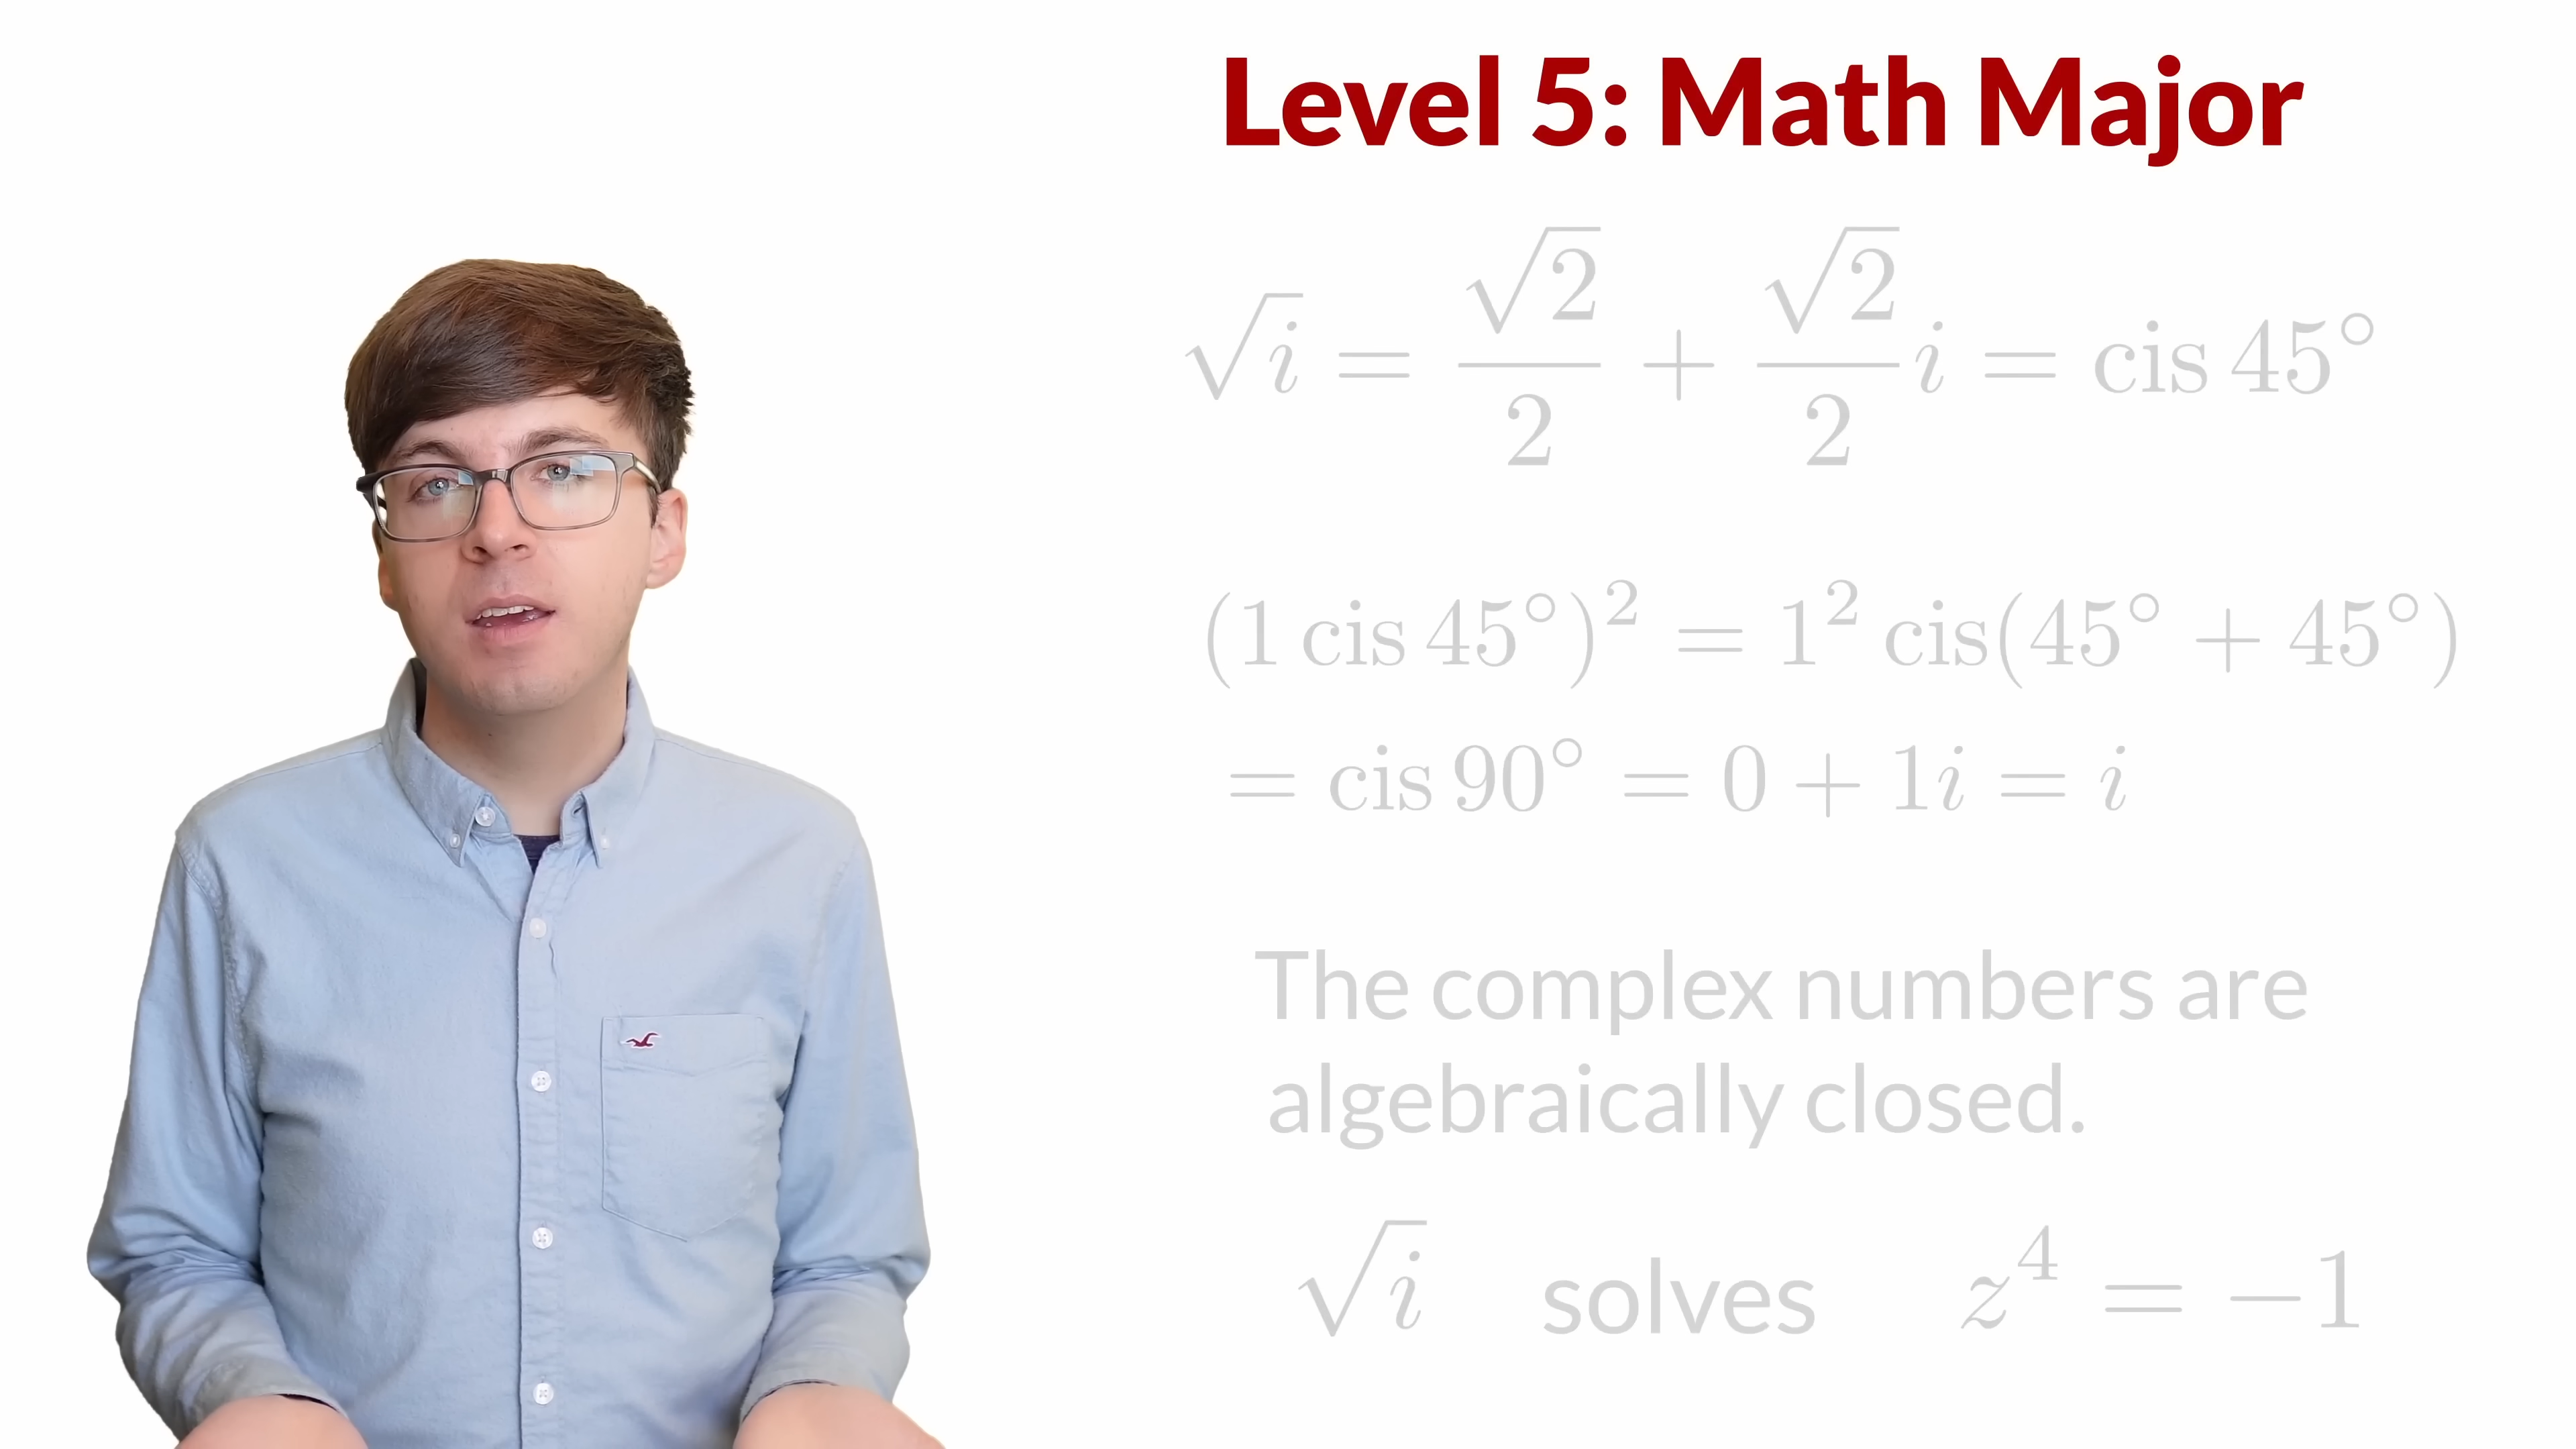 Level 5: Math Major
√i = √2/2 + √2/2 i = cis 45°
(1 cis 45°)² = 1² cis(45° + 45°)
= cis 90° = 0 + 1i = i
The complex numbers are
algebraically closed.
√i solves z⁴ = −1